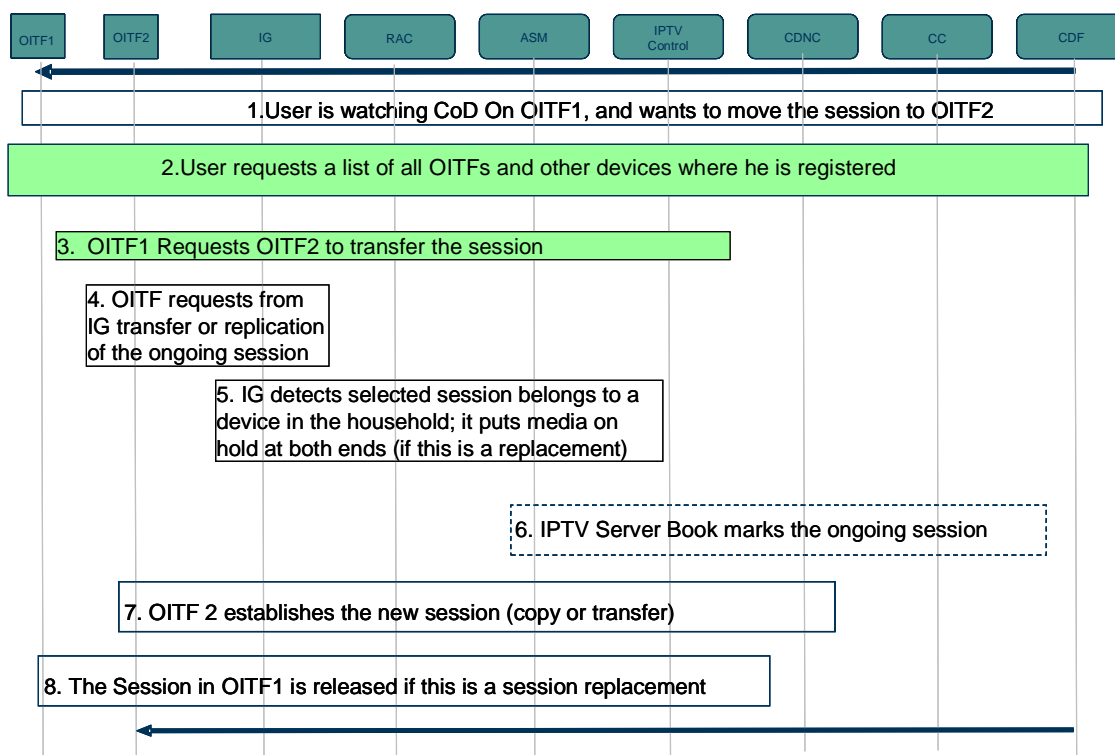 OITF1
OITF2
IG
RAC
ASM
IPTV
Control
CDNC
CC
CDF
1.User is watching CoD On OITF1, and wants to move the session to OITF2
2.User requests a list of all OITFs and other devices where he is registered
3. OITF1 Requests OITF2 to transfer the session
4. OITF requests from
IG transfer or replication
of the ongoing session
5. IG detects selected session belongs to a
device in the household; it puts media on
hold at both ends (if this is a replacement)
6. IPTV Server Book marks the ongoing session
7. OITF 2 establishes the new session (copy or transfer)
8. The Session in OITF1 is released if this is a session replacement